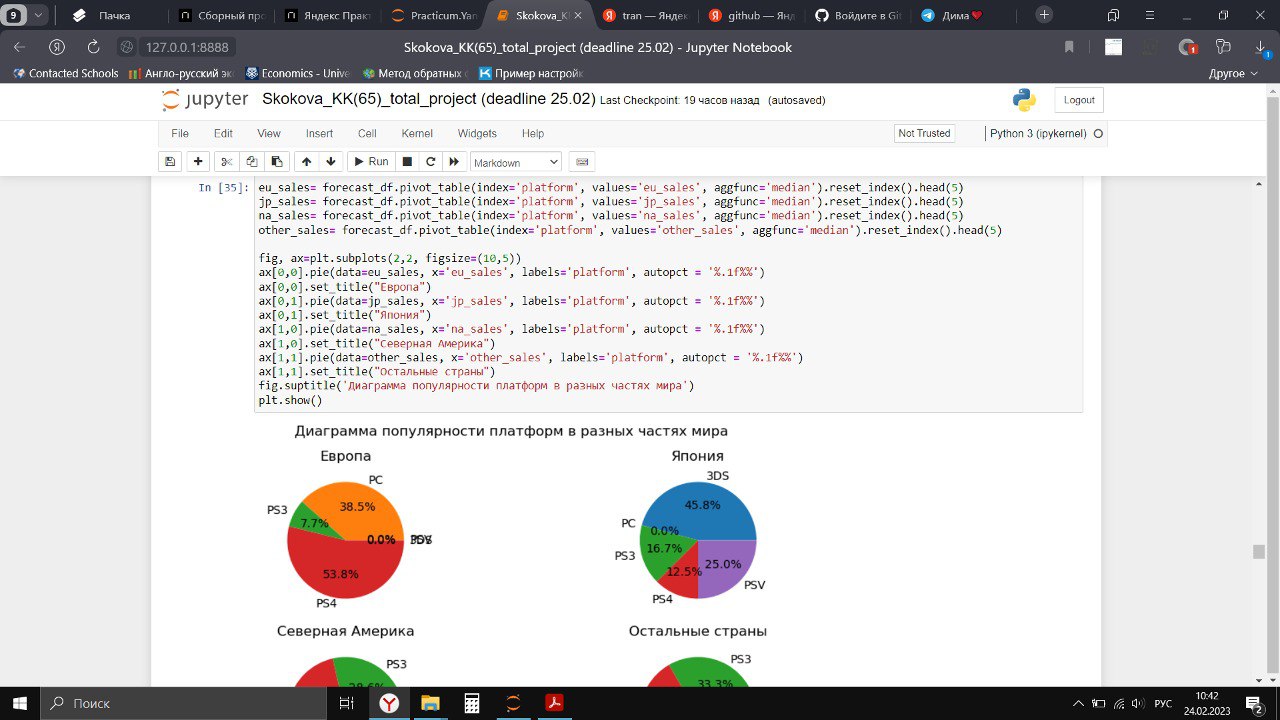 9
Пачка
Сборный про
Яндекс Практ
Practicum.Yan
Skokova_K
tran — Яндек
github — Янд
Войдите в Git
Дима
127.0.0.1:8888
Skokova_KK(65)_total_project (deadline 25.02) - Jupyter Notebook
1
1
Contacted Schools
Англо-русский экс
Economics - Unive
Метод обратных с
Пример настройк
Другое
jupyter Skokova_KK(65)_total_project (deadline 25.02) Last Checkpoint: 19 часов назад (autosaved)
Logout
File Edit View Insert Cell Kernel Widgets Help
Not Trusted
Python 3 (ipykernel)
Run
Markdown
In [35]:
eu_sales= forecast_df.pivot_table(index='platform', values='eu_sales', aggfunc='median').reset_index().head(5)
jp_sales= forecast_df.pivot_table(index='platform', values='jp_sales', aggfunc='median').reset_index().head(5)
na_sales= forecast_df.pivot_table(index='platform', values='na_sales', aggfunc='median').reset_index().head(5)
other_sales= forecast_df.pivot_table(index='platform', values='other_sales', aggfunc='median').reset_index().head(5)
fig, ax=plt.subplots(2,2, figsize=(10,5))
ax[0,0].pie(data=eu_sales, x='eu_sales', labels='platform', autopct = '%.1f%%')
ax[0,0].set_title("Европа")
ax[0,1].pie(data=jp_sales, x='jp_sales', labels='platform', autopct = '%.1f%%')
ax[0,1].set_title("Япония")
ax[1,0].pie(data=na_sales, x='na_sales', labels='platform', autopct = '%.1f%%')
ax[1,0].set_title("Северная Америка")
ax[1,1].pie(data=other_sales, x='other_sales', labels='platform', autopct = '%.1f%%')
ax[1,1].set_title("Остальные страны")
fig.suptitle('Диаграмма популярности платформ в разных частях мира')
plt.show()
Диаграмма популярности платформ в разных частях мира
Европа
PC
38.5%
PS3
7.7%
0.0%
53.8%
PS4
Япония
3DS
45.8%
PC
0.0%
PS3
16.7%
12.5%
25.0%
PS4
PSV
Северная Америка
PS3
Остальные страны
PS3
33.3%
Поиск
РУС
10:42
24.02.2023
2